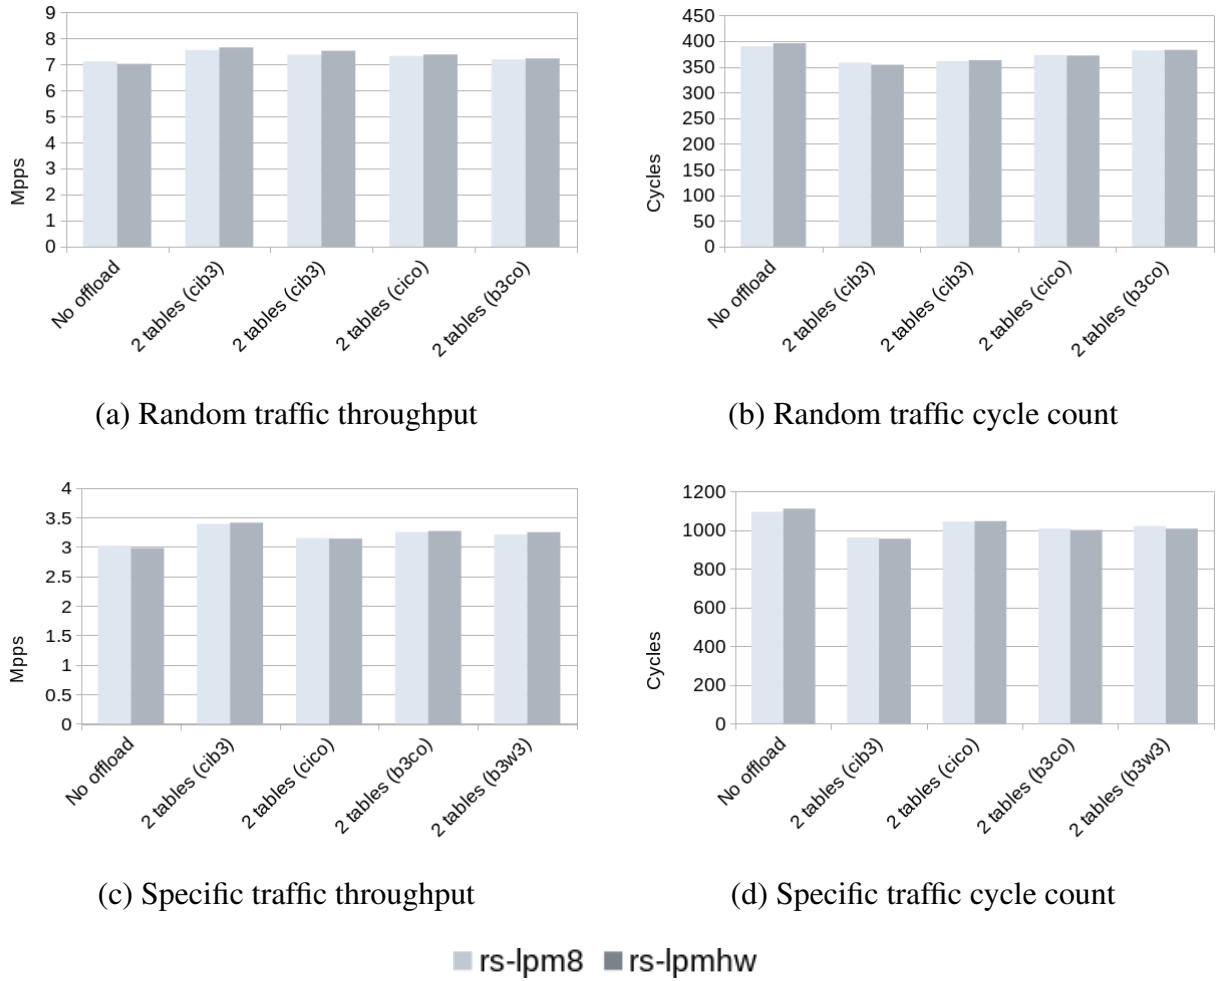 9
8
7
6
5
4
3
2
1
0
Mpps
No offload
2 tables (cib3)
2 tables (cib3)
2 tables (cico)
2 tables (b3co)
(a) Random traffic throughput
450
400
350
300
250
200
150
100
50
0
Cycles
No offload
2 tables (cib3)
2 tables (cib3)
2 tables (cico)
2 tables (b3co)
(b) Random traffic cycle count
4
3.5
3
2.5
2
1.5
1
0.5
0
Mpps
No offload
2 tables (cib3)
2 tables (cico)
2 tables (b3co)
2 tables (b3w3)
(c) Specific traffic throughput
1200
1000
800
600
400
200
0
Cycles
No offload
2 tables (cib3)
2 tables (cico)
2 tables (b3co)
2 tables (b3w3)
(d) Specific traffic cycle count
rs-lpm8 rs-lpmhw